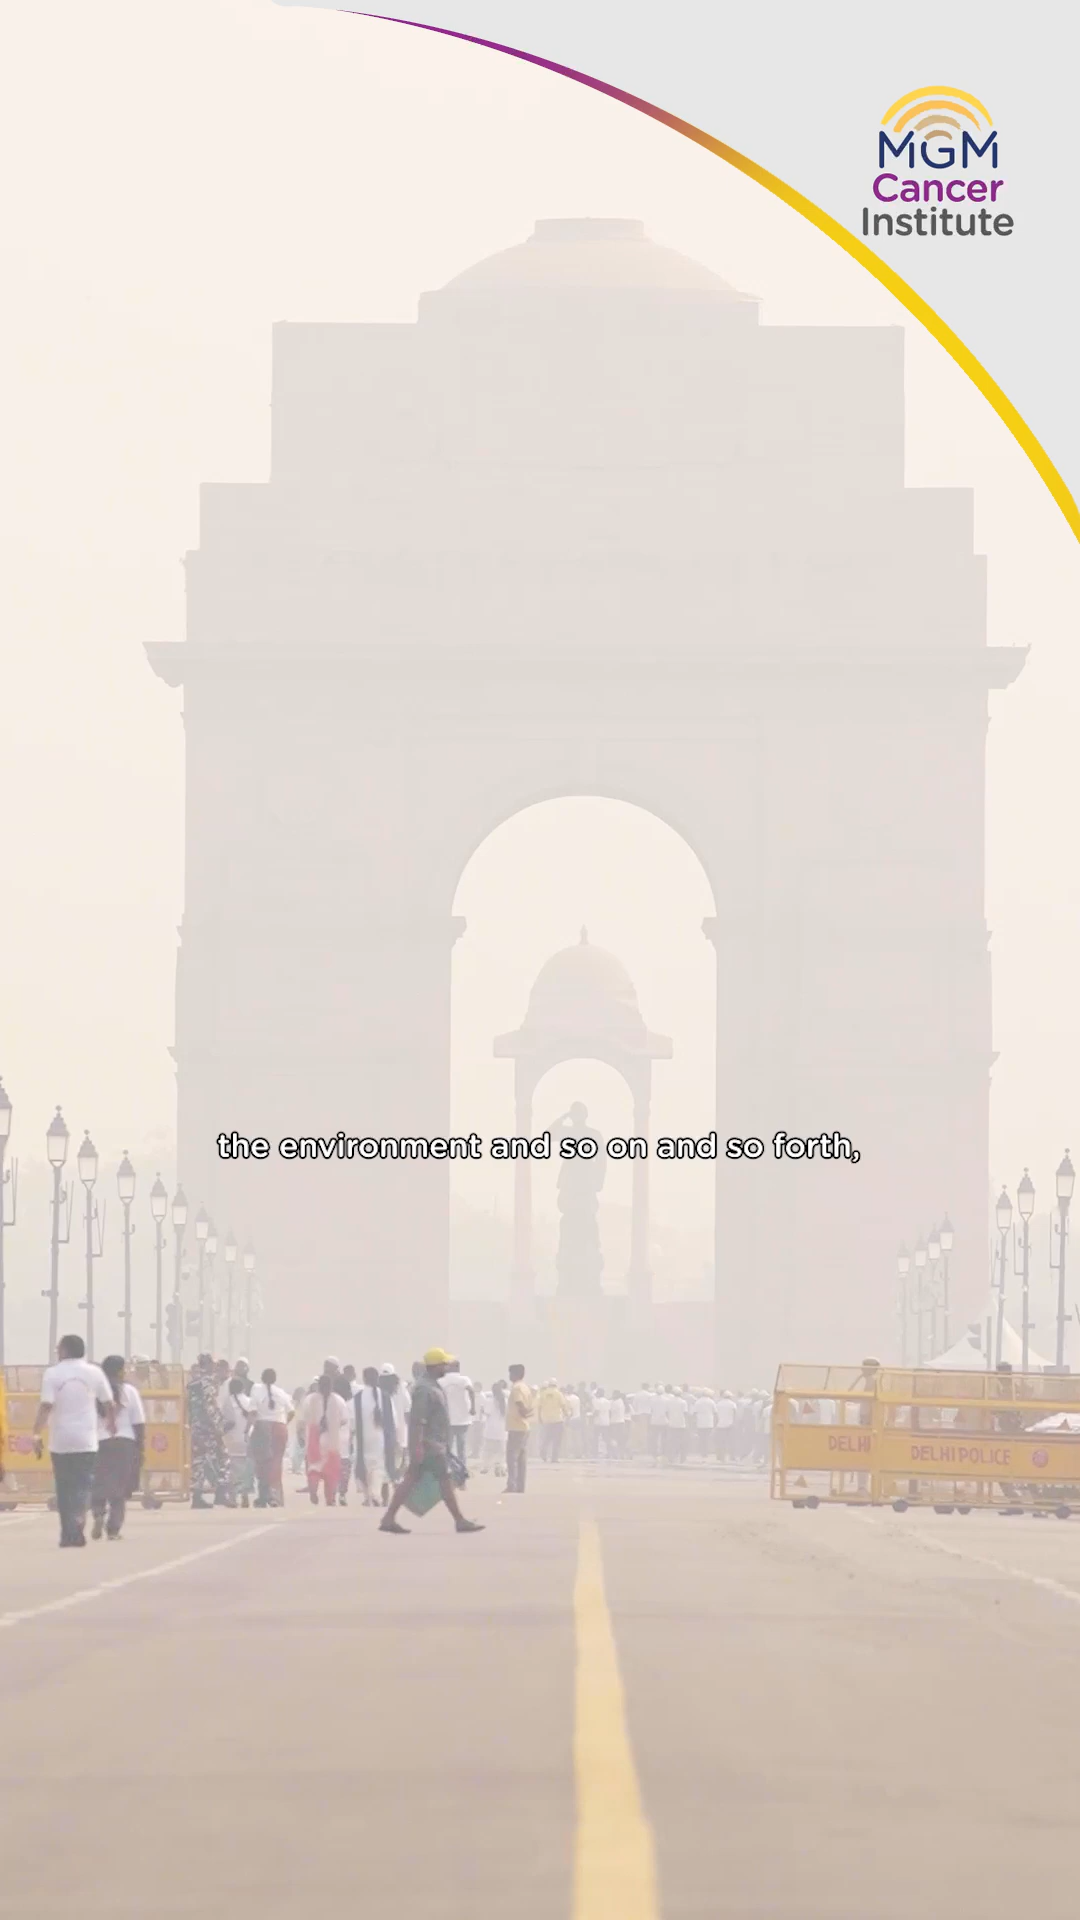 MGM
Cancer
Institute
the environment and so on and so forth,
DELHI
DELHI POLICE